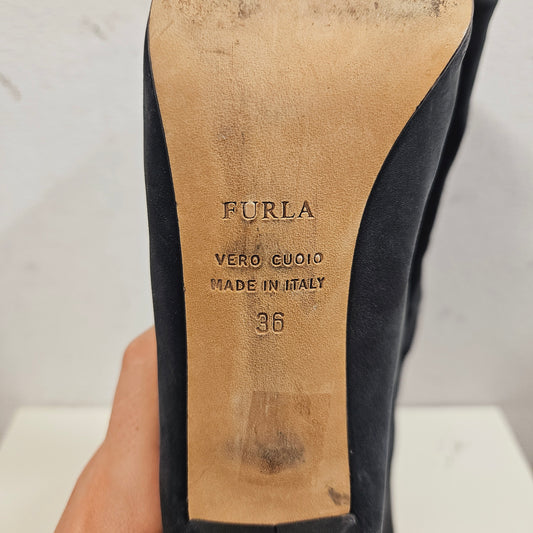 FURLA
VERO CUOIO
MADE IN ITALY
36